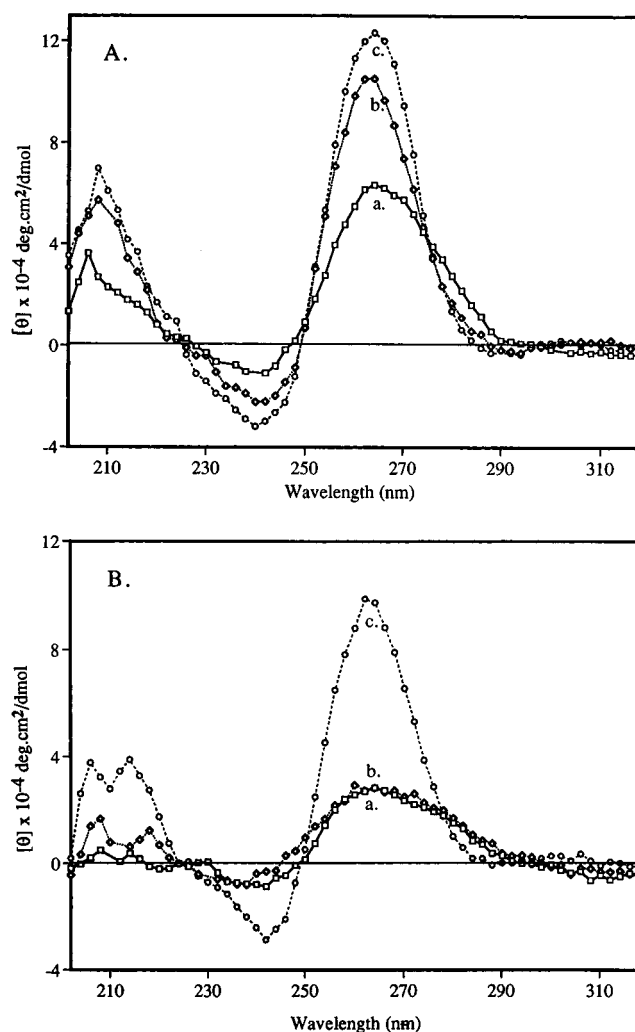 A.
12
8
4
0
-4
[θ] x 10⁻⁴ deg.cm²/dmol
c.
b.
a.
210 230 250 270 290 310
Wavelength (nm)
B.
12
8
4
0
-4
[θ] x 10⁻⁴ deg.cm²/dmol
c.
b.
a.
210 230 250 270 290 310
Wavelength (nm)